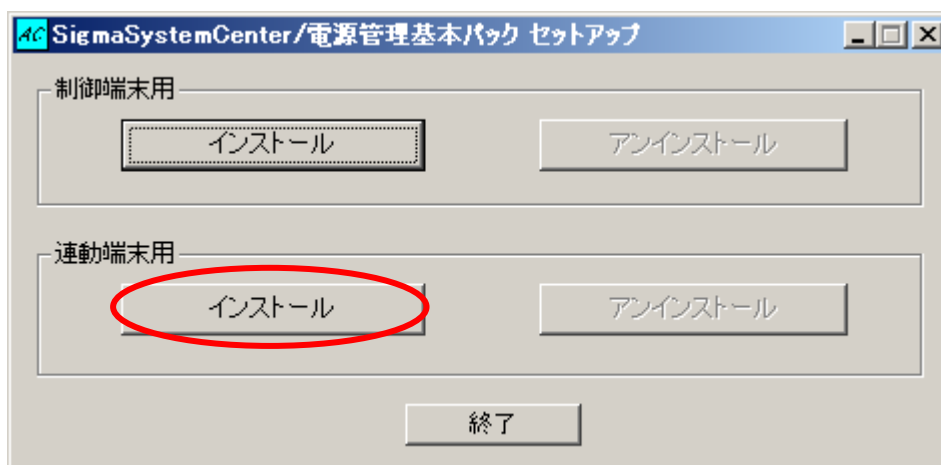 AC SigmaSystemCenter/電源管理基本パック セットアップ
制御端末用
インストール アンインストール
連動端末用
インストール アンインストール
終了